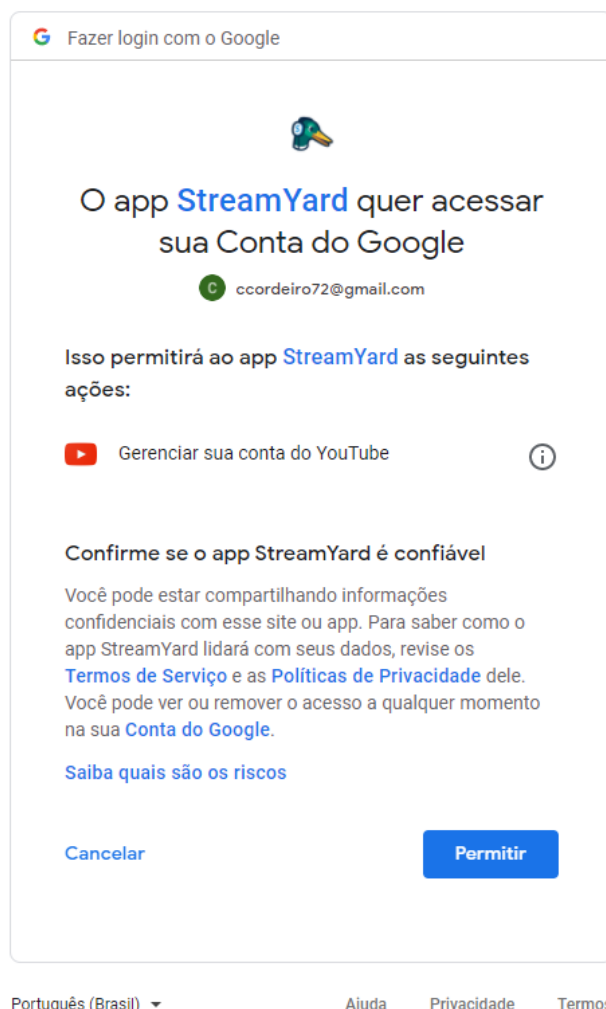 Fazer login com o Google
O app StreamYard quer acessar
sua Conta do Google
C ccordeiro72@gmail.com
Isso permitirá ao app StreamYard as seguintes
ações:
Gerenciar sua conta do YouTube
Confirme se o app StreamYard é confiável
Você pode estar compartilhando informações
confidenciais com esse site ou app. Para saber como o
app StreamYard lidará com seus dados, revise os
Termos de Serviço e as Políticas de Privacidade dele.
Você pode ver ou remover o acesso a qualquer momento
na sua Conta do Google.
Saiba quais são os riscos
Cancelar Permitir
Português (Brasil) Ajuda Privacidade Termos